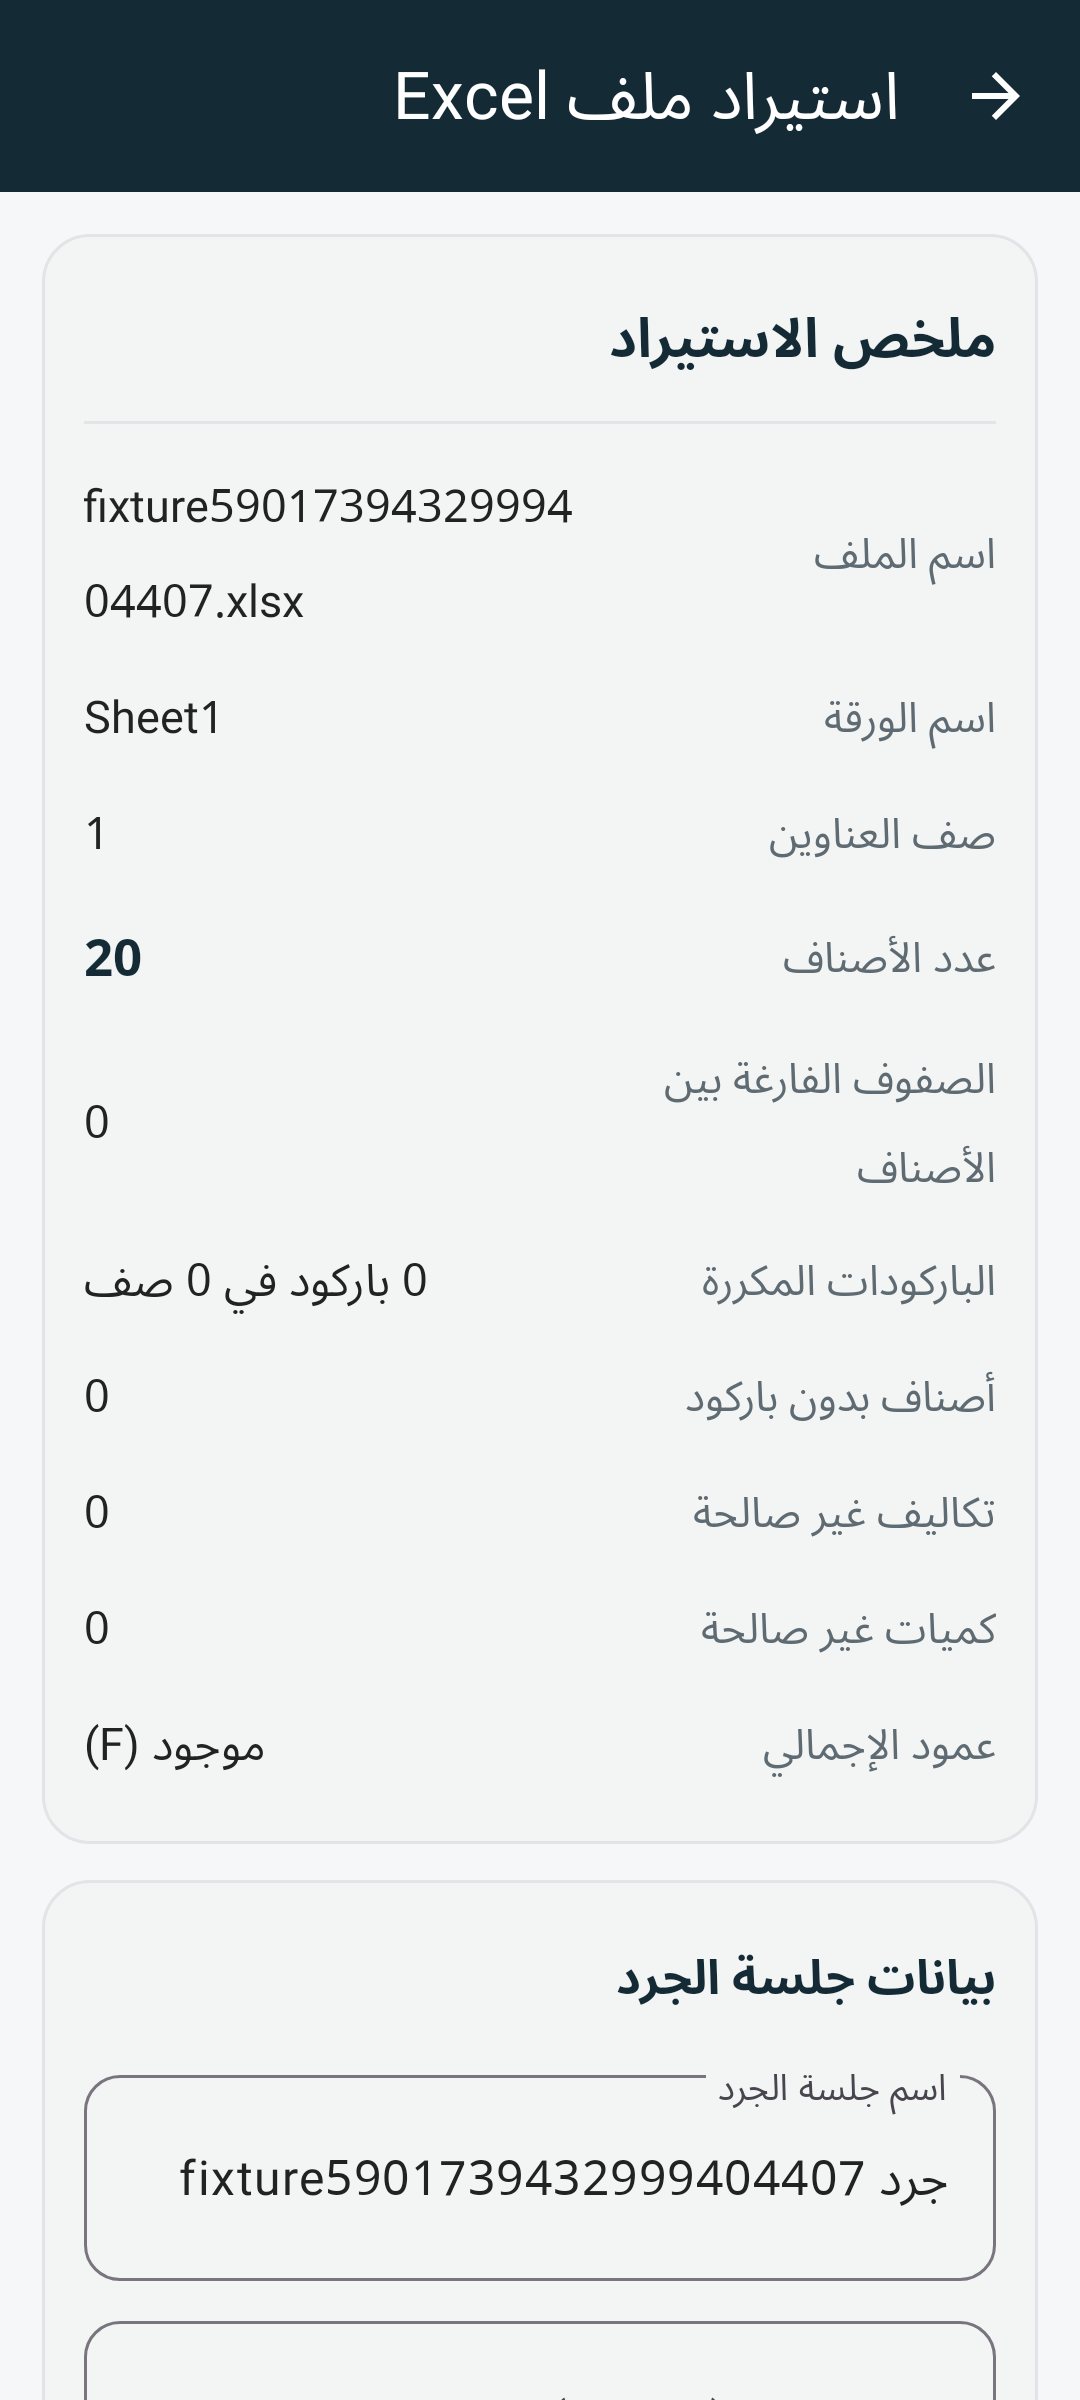 استيراد ملف Excel
ملخص الاستيراد
اسم الملف
fixture59017394329994
04407.xlsx
اسم الورقة
Sheet1
صف العناوين
1
عدد الأصناف
20
الصفوف الفارغة بين
الأصناف
0
الباركودات المكررة
0 باركود في 0 صف
أصناف بدون باركود
0
تكاليف غير صالحة
0
كميات غير صالحة
0
عمود الإجمالي
موجود (F)
بيانات جلسة الجرد
اسم جلسة الجرد
جرد fixture5901739432999404407